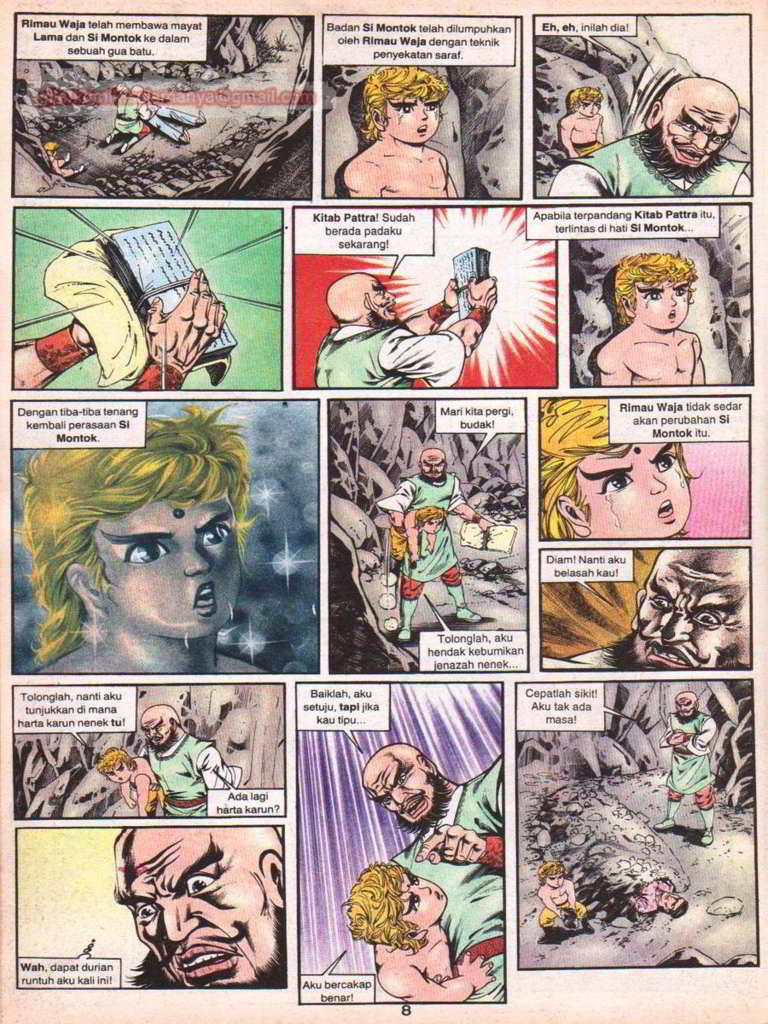 Rimau Waja telah membawa mayat
Lama dan Si Montok ke dalam
sebuah gua batu.
Badan Si Montok telah dilumpuhkan
oleh Rimau Waja dengan teknik
penyekatan saraf.
Eh, eh, inilah dia!
Kitab Pattra! Sudah
berada padaku
sekarang!
Apabila terpandang Kitab Pattra itu,
terlintas di hati Si Montok...
Dengan tiba-tiba tenang
kembali perasaan Si
Montok.
Mari kita pergi,
budak!
Tolonglah, aku
hendak kebumikan
jenazah nenek...
Rimau Waja tidak sedar
akan perubahan Si
Montok itu.
Diam! Nanti aku
belasah kau!
Tolonglah, nanti aku
tunjukkan di mana
harta karun nenek tu!
Ada lagi
harta karun?
Wah, dapat durian
runtuh aku kali ini!
Baiklah, aku
setuju, tapi jika
kau tipu...
Aku bercakap
benar!
Cepatlah sikit!
Aku tak ada
masa!
8